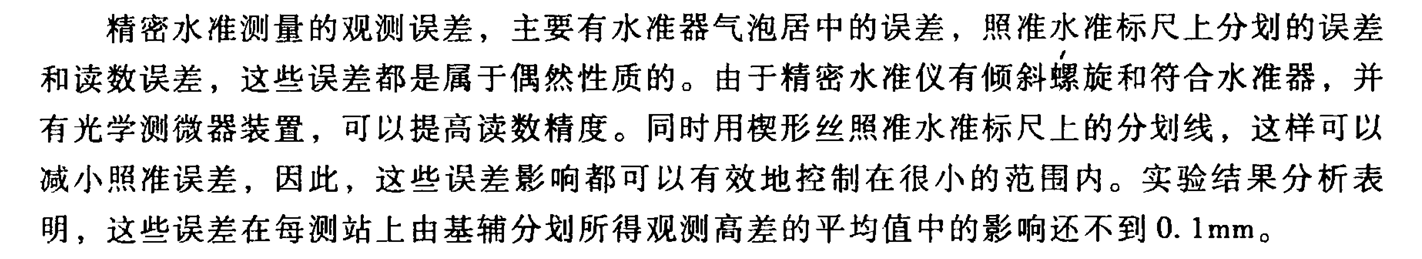 精密水准测量的观测误差，主要有水准器气泡居中的误差，照准水准标尺上分划的误差
和读数误差，这些误差都是属于偶然性质的。由于精密水准仪有倾斜螺旋和符合水准器，并
有光学测微器装置，可以提高读数精度。同时用楔形丝照准水准标尺上的分划线，这样可以
减小照准误差，因此，这些误差影响都可以有效地控制在很小的范围内。实验结果分析表
明，这些误差在每测站上由基辅分划所得观测高差的平均值中的影响还不到0.1mm。